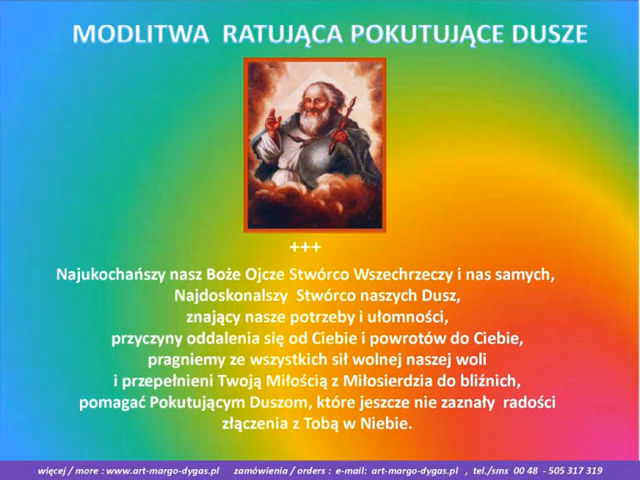 MODLITWA RATUJĄCA POKUTUJĄCE DUSZE
+++
Najukochańszy nasz Boże Ojcze Stwórco Wszechrzeczy i nas samych,
Najdoskonalszy Stwórco naszych Dusz,
znający nasze potrzeby i ułomności,
przyczyny oddalenia się od Ciebie i powrotów do Ciebie,
pragniemy ze wszystkich sił wolnej naszej woli
i przepełnieni Twoją Miłością z Miłosierdzia do bliźnich,
pomagać Pokutującym Duszom, które jeszcze nie zaznały radości
złączenia z Tobą w Niebie.
więcej / more : www.art-margo-dygas.pl zamówienia / orders : e-mail: art-margo-dygas.pl , tel./sms 00 48 - 505 317 319